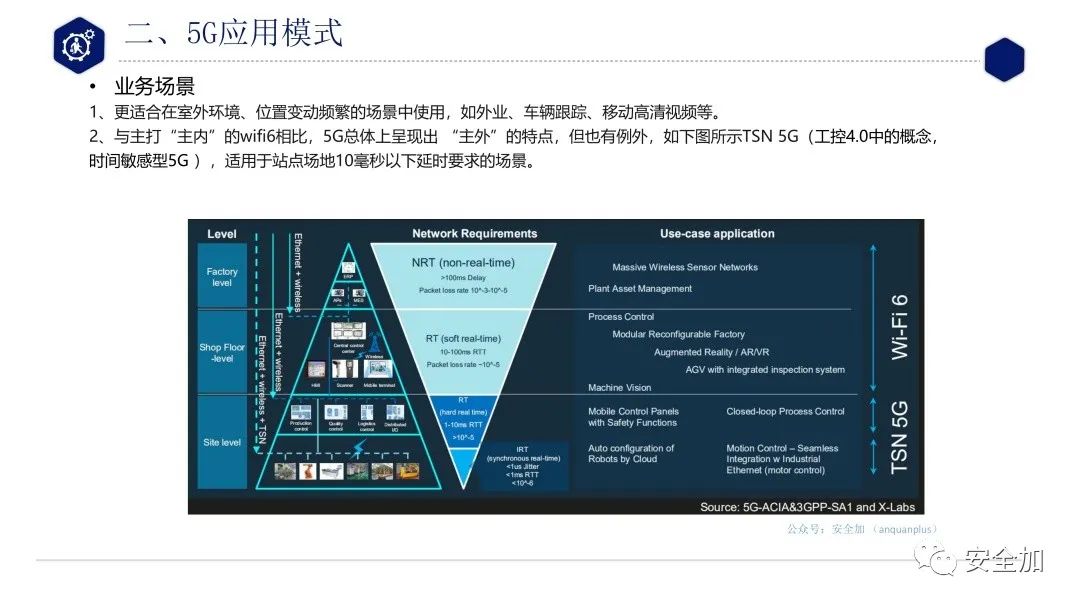 二、5G应用模式
• 业务场景
1、更适合在室外环境、位置变动频繁的场景中使用，如外业、车辆跟踪、移动高清视频等。
2、与主打“主内”的wifi6相比，5G总体上呈现出 “主外”的特点，但也有例外，如下图所示TSN 5G（工控4.0中的概念，
时间敏感型5G ），适用于站点场地10毫秒以下延时要求的场景。
Level
Network Requirements
Use-case application
Factory
level
Shop Floor
-level
Site level
Ethernet + wireless
Ethernet + wireless
Ethernet + wireless + TSN
ERP
APs
MES
Central control
center
Wireless
HMI
Scanner
Mobile terminal
Production
control
Quality
control
Logistics
control
Distributed
I/O
NRT (non-real-time)
>100ms Delay
Packet loss rate 10^-3-10^-5
RT (soft real-time)
10-100ms RTT
Packet loss rate ~10^-5
RT
(hard real time)
1-10ms RTT
>10^-5
IRT
(synchronous real-time)
<1us Jitter
<1ms RTT
<10^-6
Massive Wireless Sensor Networks
Plant Asset Management
Process Control
Modular Reconfigurable Factory
Augmented Reality / AR/VR
AGV with integrated inspection system
Machine Vision
Mobile Control Panels
with Safety Functions
Closed-loop Process Control
Auto configuration of
Robots by Cloud
Motion Control – Seamless
Integration w Industrial
Ethernet (motor control)
Wi-Fi 6
TSN 5G
Source: 5G-ACIA&3GPP-SA1 and X-Labs
公众号：安全加 （anquanplus）
安全加